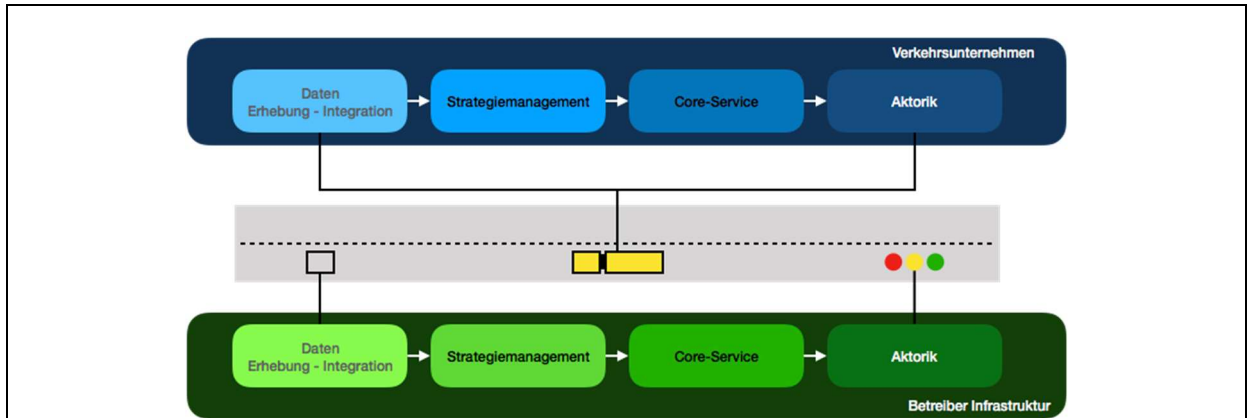 Verkehrsunternehmen
Daten
Erhebung - Integration
Strategiemanagement
Core-Service
Aktorik
Daten
Erhebung - Integration
Strategiemanagement
Core-Service
Aktorik
Betreiber Infrastruktur